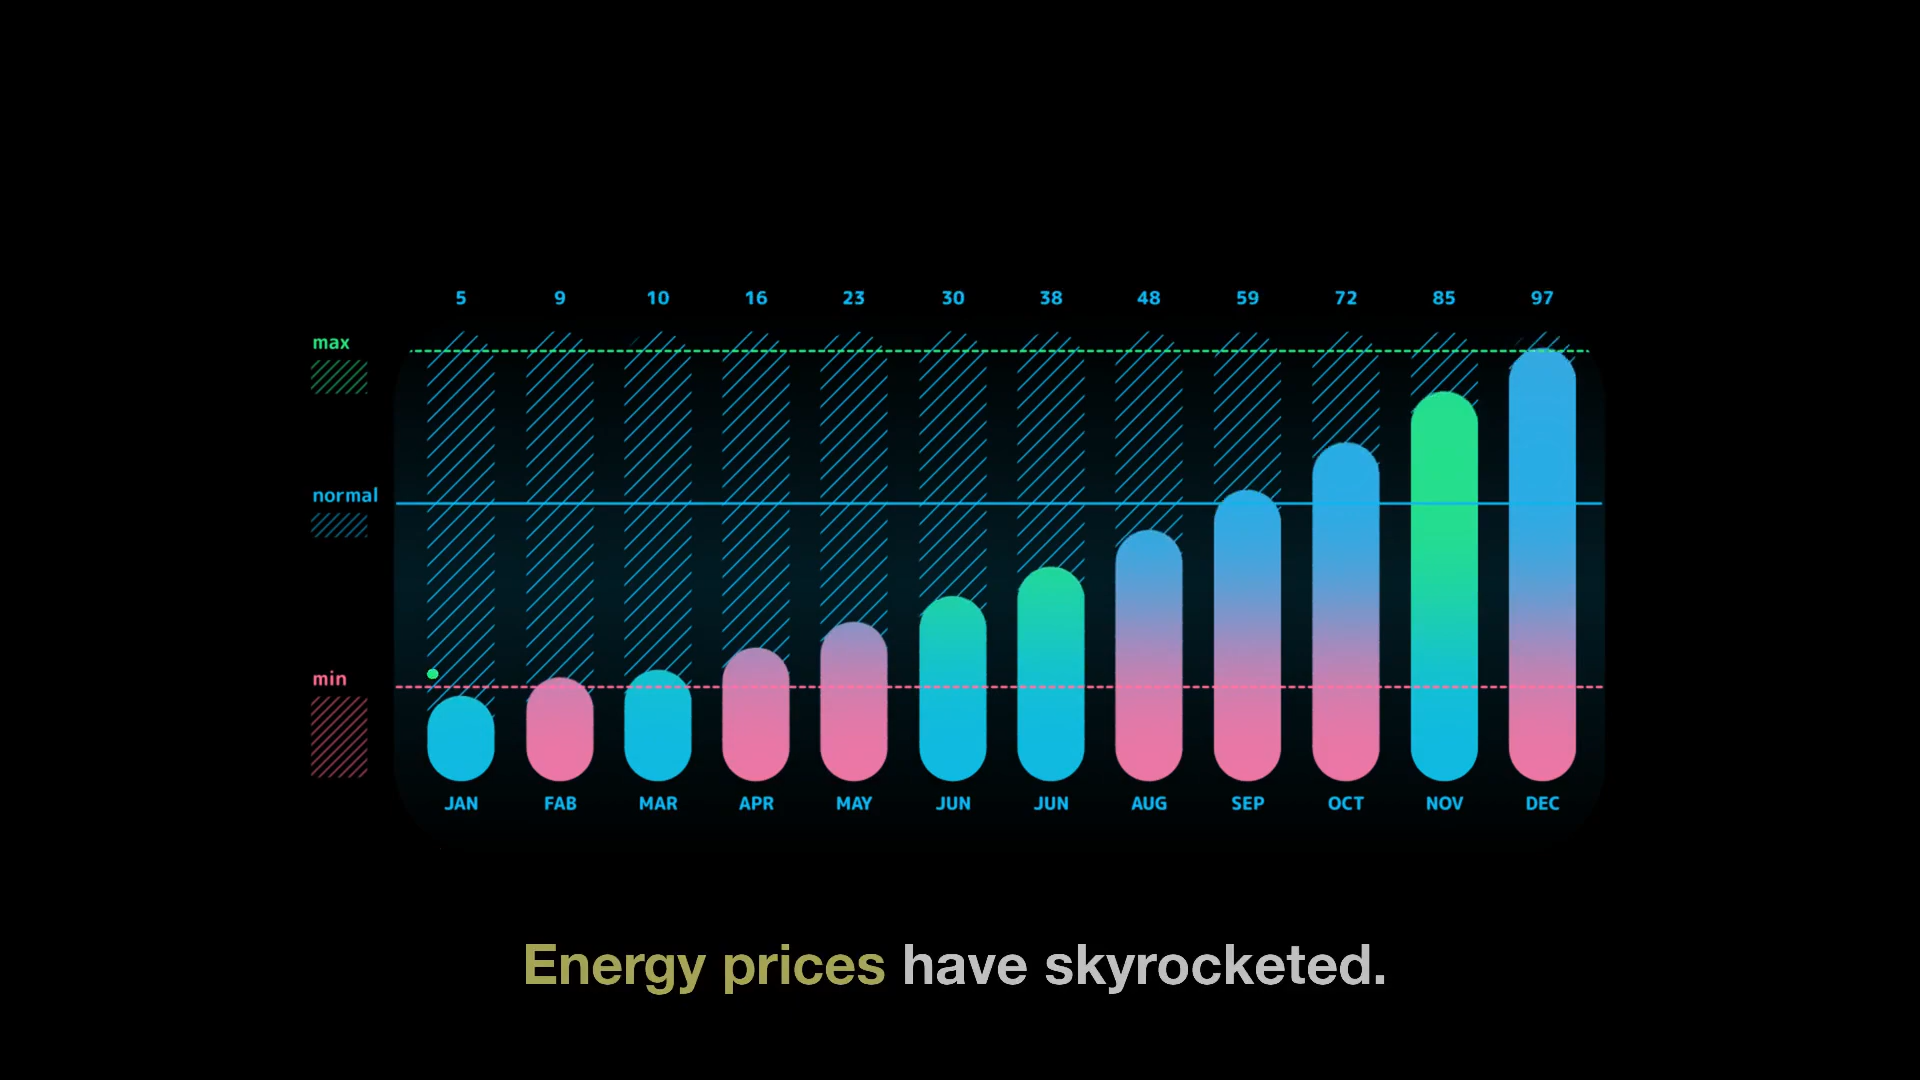 5 9 10 16 23 30 38 48 59 72 85 97
max
normal
min
JAN FAB MAR APR MAY JUN JUN AUG SEP OCT NOV DEC
Energy prices have skyrocketed.